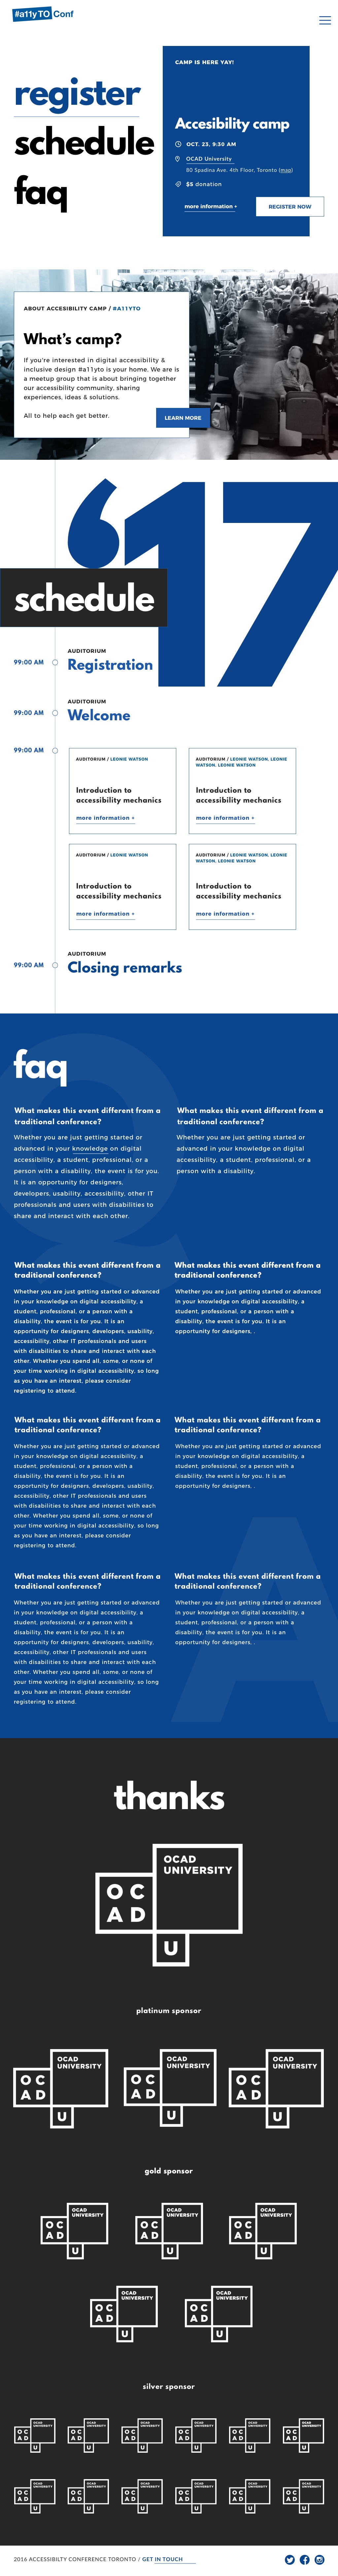 #a11yTO Conf
register
schedule
faq
CAMP IS HERE YAY!
Accesibility camp
OCT. 23, 9:30 AM
OCAD University
80 Spadina Ave. 4th Floor, Toronto (map)
$5 donation
more information +
REGISTER NOW
ABOUT ACCESIBILITY CAMP / #A11YTO
What's camp?
If you're interested in digital accessibility &
inclusive design #a11yto is your home. We are is
a meetup group that is about bringing together
our accessibility community, sharing
experiences, ideas & solutions.
All to help each get better.
LEARN MORE
‘17
schedule
AUDITORIUM
99:00 AM
Registration
AUDITORIUM
99:00 AM
Welcome
99:00 AM
AUDITORIUM / LEONIE WATSON
Introduction to
accessibility mechanics
more information +
AUDITORIUM / LEONIE WATSON, LEONIE
WATSON, LEONIE WATSON
Introduction to
accessibility mechanics
more information +
AUDITORIUM / LEONIE WATSON
Introduction to
accessibility mechanics
more information +
AUDITORIUM / LEONIE WATSON, LEONIE
WATSON, LEONIE WATSON
Introduction to
accessibility mechanics
more information +
AUDITORIUM
99:00 AM
Closing remarks
Q
faq
What makes this event different from a
traditional conference?
Whether you are just getting started or
advanced in your knowledge on digital
accessibility, a student, professional, or a
person with a disability, the event is for you.
It is an opportunity for designers,
developers, usability, accessibility, other IT
professionals and users with disabilities to
share and interact with each other.
What makes this event different from a
traditional conference?
Whether you are just getting started or
advanced in your knowledge on digital
accessibility, a student, professional, or a
person with a disability.
What makes this event different from a
traditional conference?
Whether you are just getting started or advanced
in your knowledge on digital accessibility, a
student, professional, or a person with a
disability, the event is for you. It is an
opportunity for designers, developers, usability,
accessibility, other IT professionals and users
with disabilities to share and interact with each
other. Whether you spend all, some, or none of
your time working in digital accessibility, so long
as you have an interest, please consider
registering to attend.
What makes this event different from a
traditional conference?
Whether you are just getting started or advanced
in your knowledge on digital accessibility, a
student, professional, or a person with a
disability, the event is for you. It is an
opportunity for designers, .
What makes this event different from a
traditional conference?
Whether you are just getting started or advanced
in your knowledge on digital accessibility, a
student, professional, or a person with a
disability, the event is for you. It is an
opportunity for designers, developers, usability,
accessibility, other IT professionals and users
with disabilities to share and interact with each
other. Whether you spend all, some, or none of
your time working in digital accessibility, so long
as you have an interest, please consider
registering to attend.
What makes this event different from a
traditional conference?
Whether you are just getting started or advanced
in your knowledge on digital accessibility, a
student, professional, or a person with a
disability, the event is for you. It is an
opportunity for designers, .
A
What makes this event different from a
traditional conference?
Whether you are just getting started or advanced
in your knowledge on digital accessibility, a
student, professional, or a person with a
disability, the event is for you. It is an
opportunity for designers, developers, usability,
accessibility, other IT professionals and users
with disabilities to share and interact with each
other. Whether you spend all, some, or none of
your time working in digital accessibility, so long
as you have an interest, please consider
registering to attend.
What makes this event different from a
traditional conference?
Whether you are just getting started or advanced
in your knowledge on digital accessibility, a
student, professional, or a person with a
disability, the event is for you. It is an
opportunity for designers, .
thanks
OCAD
UNIVERSITY
O C
A D
U
platinum sponsor
OCAD
UNIVERSITY
O C
A D
U
OCAD
UNIVERSITY
O C
A D
U
OCAD
UNIVERSITY
O C
A D
U
gold sponsor
OCAD
UNIVERSITY
O C
A D
U
OCAD
UNIVERSITY
O C
A D
U
OCAD
UNIVERSITY
O C
A D
U
OCAD
UNIVERSITY
O C
A D
U
OCAD
UNIVERSITY
O C
A D
U
silver sponsor
OCAD
UNIVERSITY
O C
A D
U
OCAD
UNIVERSITY
O C
A D
U
OCAD
UNIVERSITY
O C
A D
U
OCAD
UNIVERSITY
O C
A D
U
OCAD
UNIVERSITY
O C
A D
U
OCAD
UNIVERSITY
O C
A D
U
OCAD
UNIVERSITY
O C
A D
U
OCAD
UNIVERSITY
O C
A D
U
OCAD
UNIVERSITY
O C
A D
U
OCAD
UNIVERSITY
O C
A D
U
OCAD
UNIVERSITY
O C
A D
U
OCAD
UNIVERSITY
O C
A D
U
2016 ACCESSIBILTY CONFERENCE TORONTO / GET IN TOUCH